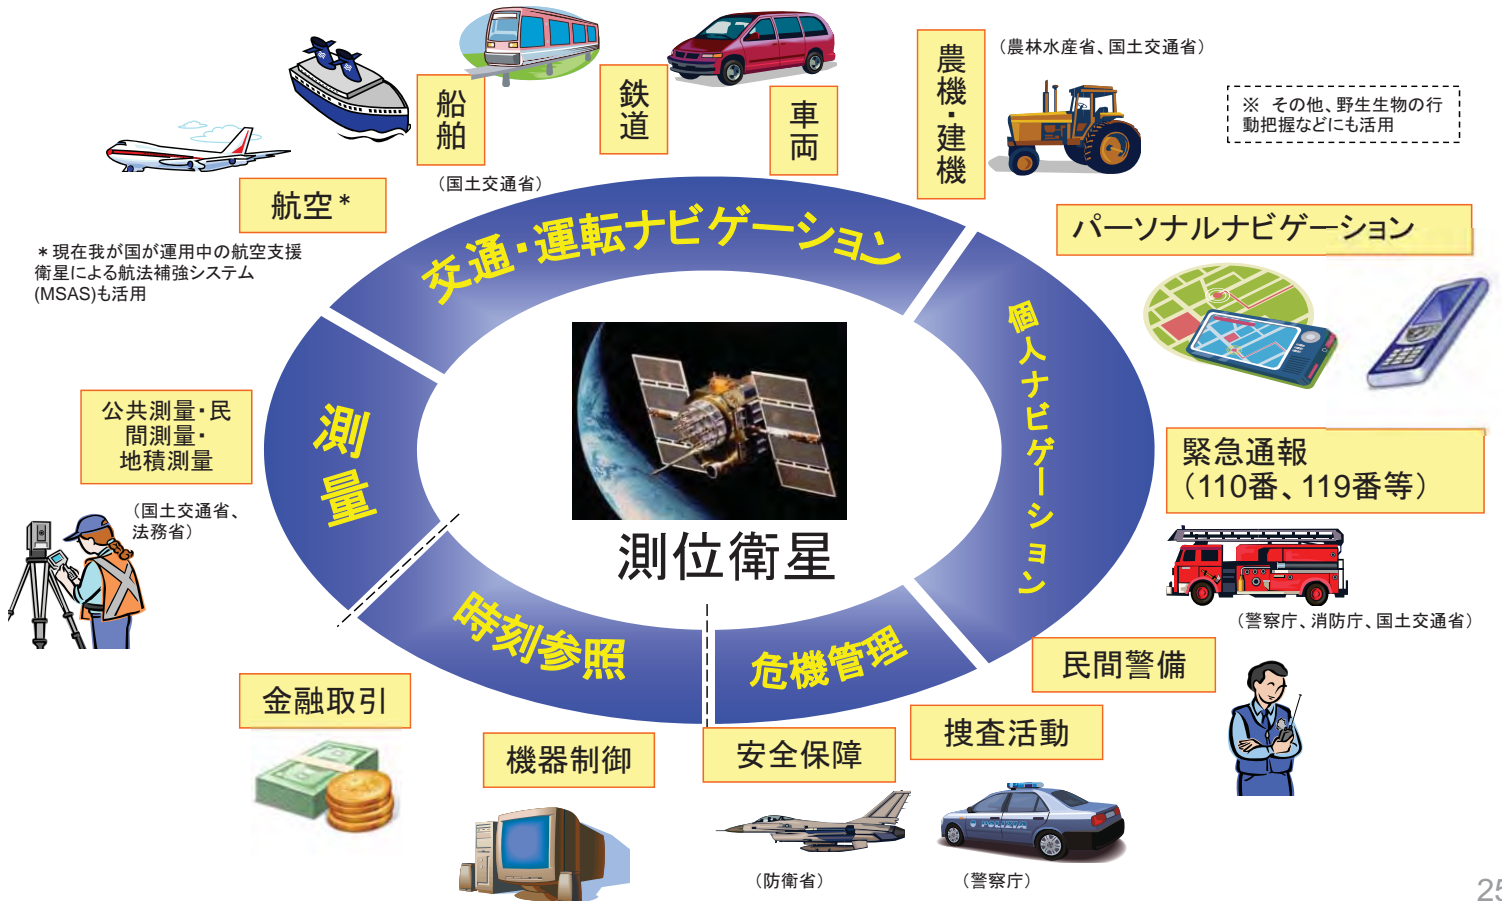 船舶
鉄道
車両
農機・建機
（農林水産省、国土交通省）
※　その他、野生生物の行
動把握などにも活用
（国土交通省）
航空*
＊現在我が国が運用中の航空支援
衛星による航法補強システム
(MSAS)も活用
パーソナルナビゲーション
交通・運転ナビゲーション
個人ナビゲーション
測量
時刻参照
危機管理
測位衛星
公共測量・民
間測量・
地積測量
（国土交通省、
法務省）
緊急通報
（110番、119番等）
（警察庁、消防庁、国土交通省）
民間警備
金融取引
機器制御
安全保障
捜査活動
POLIZIA
（防衛省）
（警察庁）
25